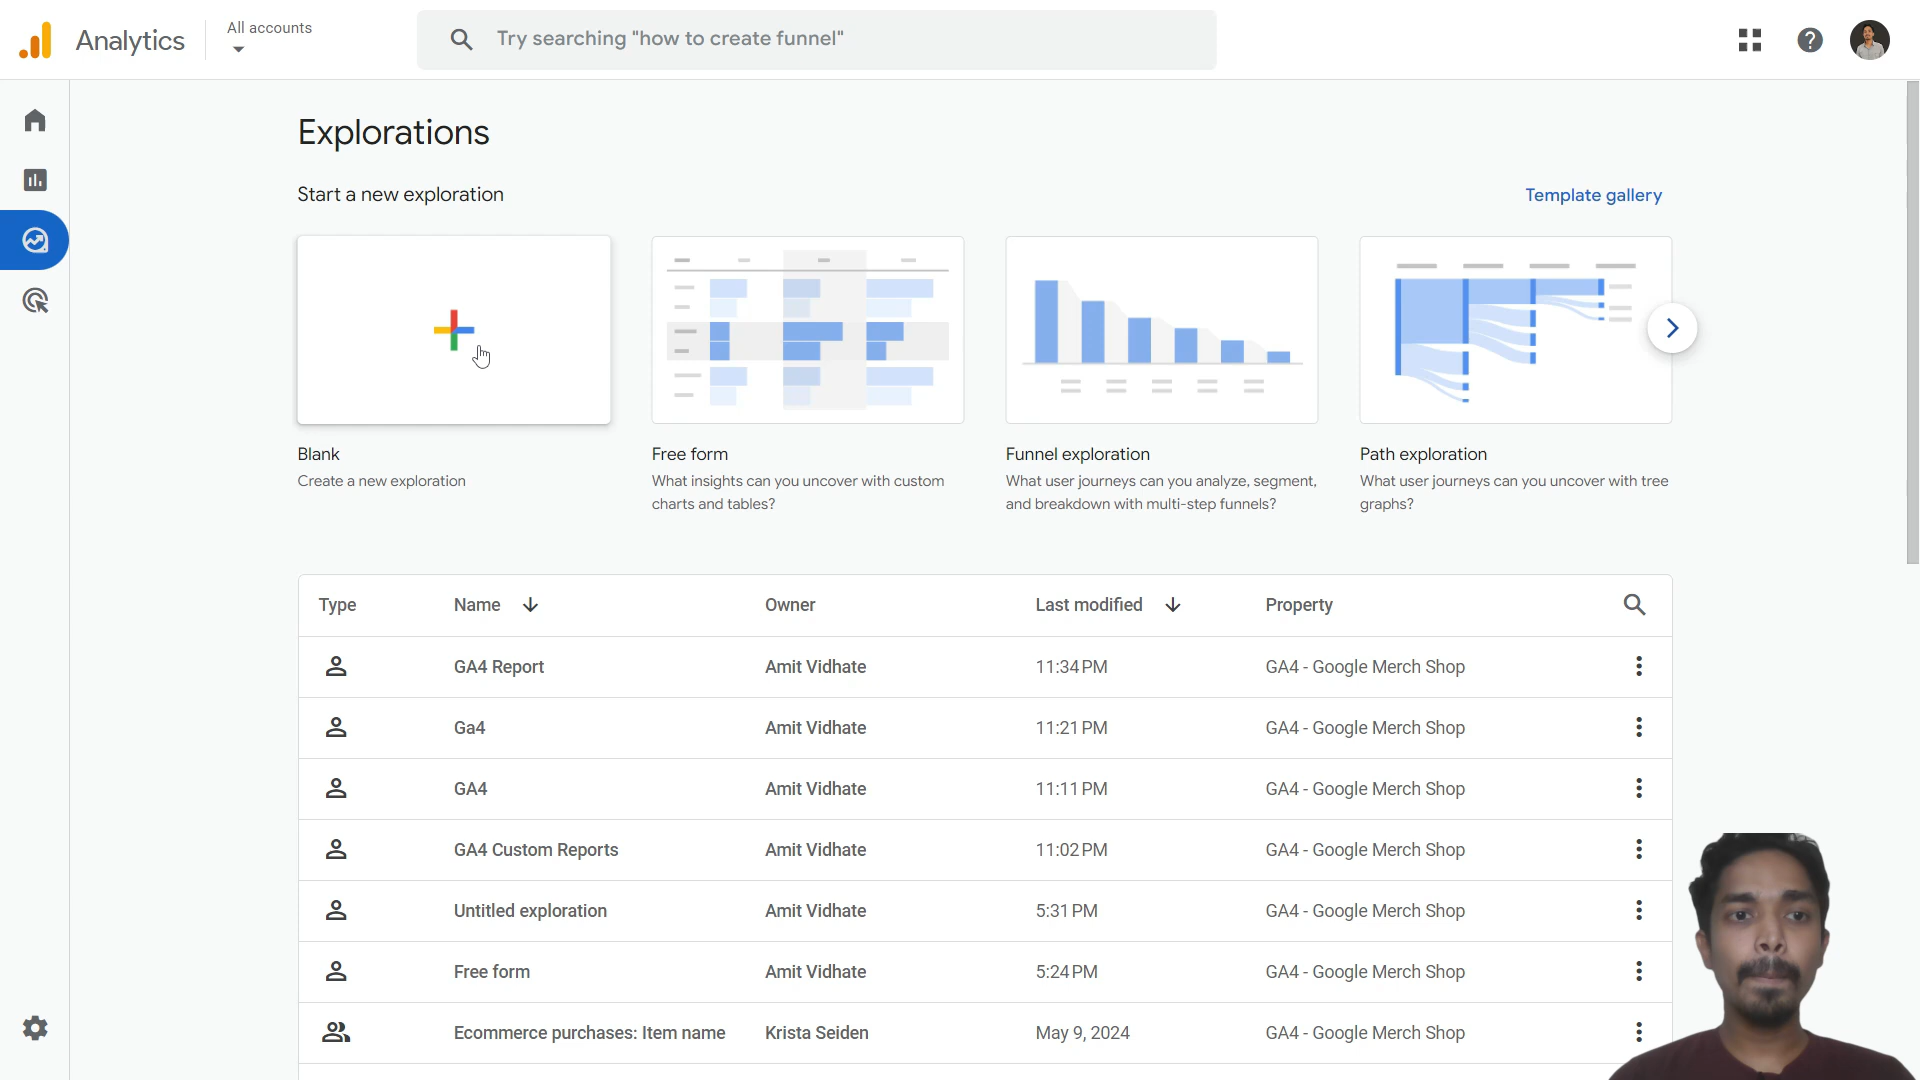 Analytics
All accounts
Try searching "how to create funnel"
Explorations
Start a new exploration
Template gallery
Blank
Create a new exploration
Free form
What insights can you uncover with custom
charts and tables?
Funnel exploration
What user journeys can you analyze, segment,
and breakdown with multi-step funnels?
Path exploration
What user journeys can you uncover with tree
graphs?
Type Name Owner Last modified Property
GA4 Report Amit Vidhate 11:34 PM GA4 - Google Merch Shop
Ga4 Amit Vidhate 11:21 PM GA4 - Google Merch Shop
GA4 Amit Vidhate 11:11 PM GA4 - Google Merch Shop
GA4 Custom Reports Amit Vidhate 11:02 PM GA4 - Google Merch Shop
Untitled exploration Amit Vidhate 5:31 PM GA4 - Google Merch Shop
Free form Amit Vidhate 5:24 PM GA4 - Google Merch Shop
Ecommerce purchases: Item name Krista Seiden May 9, 2024 GA4 - Google Merch Shop